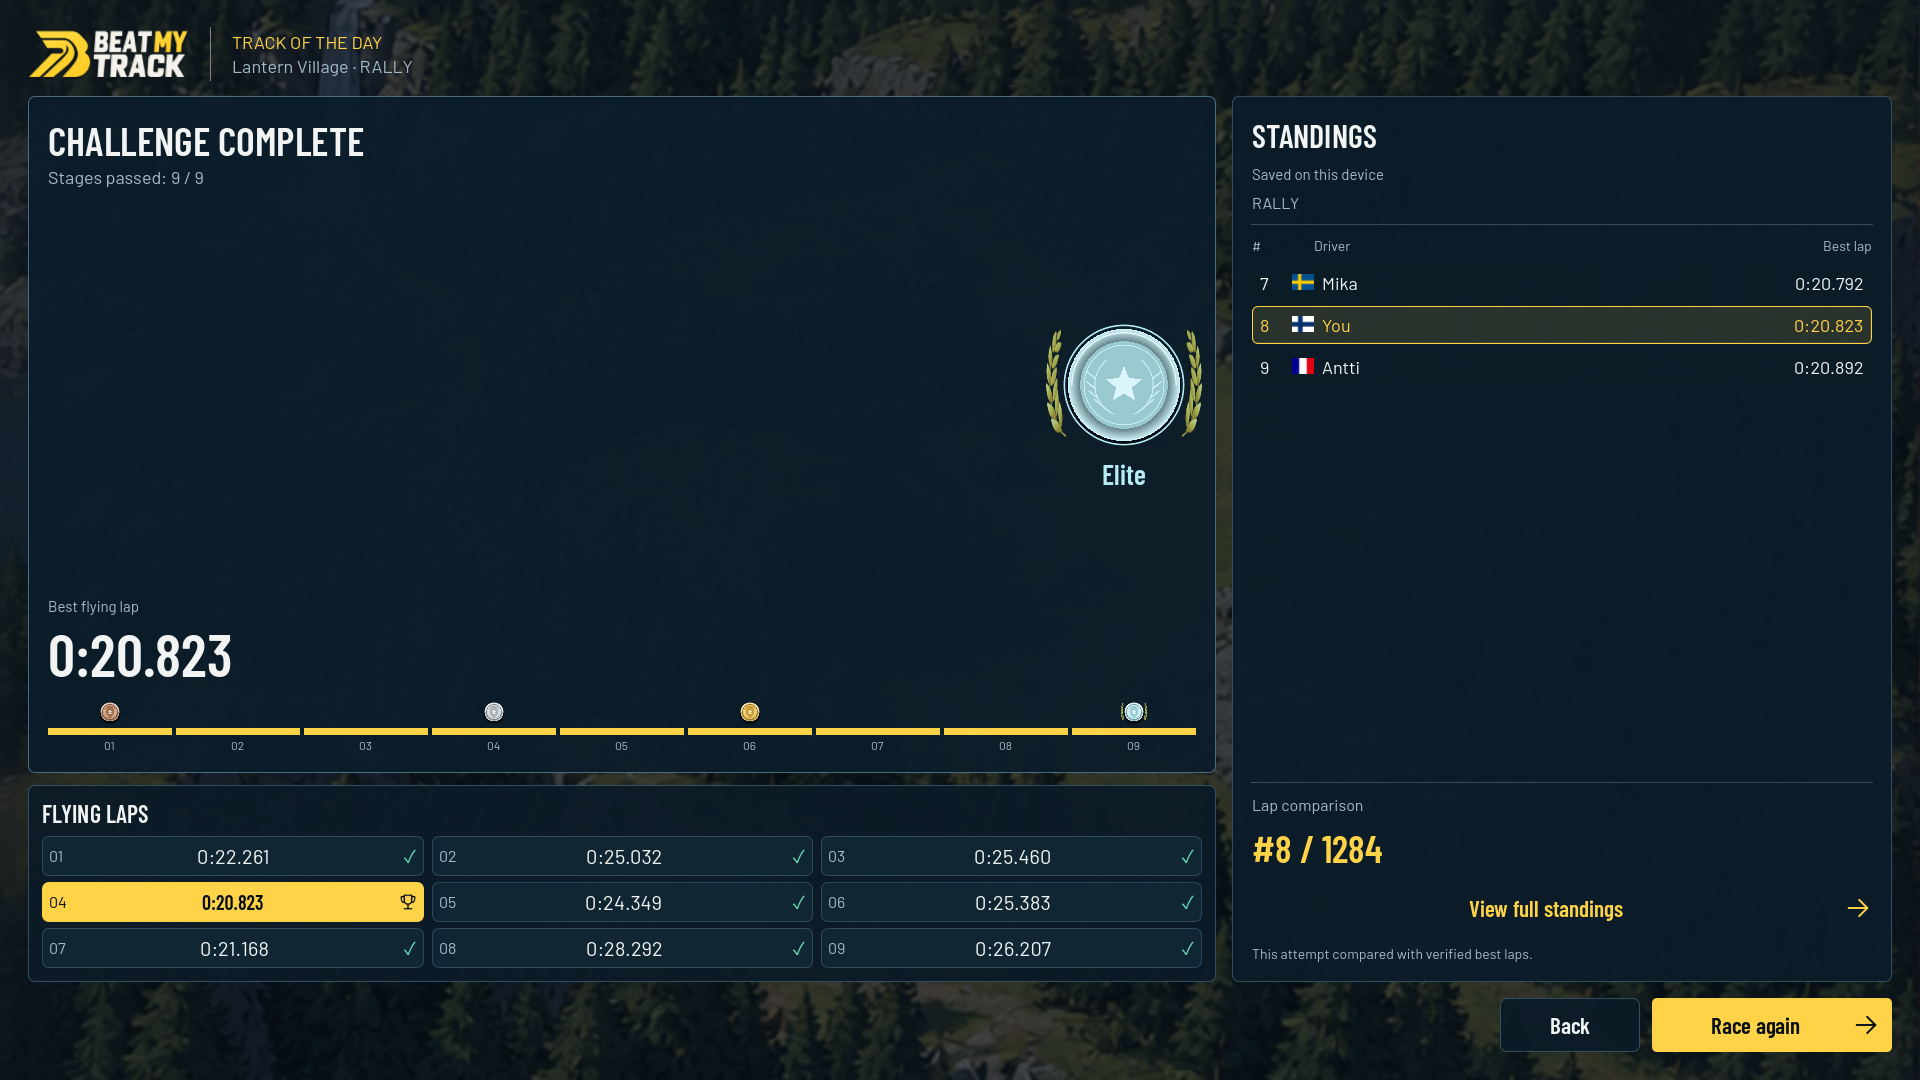 BEATMY
TRACK
TRACK OF THE DAY
Lantern Village · RALLY
CHALLENGE COMPLETE
Stages passed: 9 / 9
Elite
Best flying lap
0:20.823
01 02 03 04 05 06 07 08 09
FLYING LAPS
01 0:22.261 ✓ 02 0:25.032 ✓ 03 0:25.460 ✓
04 0:20.823 05 0:24.349 ✓ 06 0:25.383 ✓
07 0:21.168 ✓ 08 0:28.292 ✓ 09 0:26.207 ✓
STANDINGS
Saved on this device
RALLY
# Driver Best lap
7 Mika 0:20.792
8 You 0:20.823
9 Antti 0:20.892
Lap comparison
#8 / 1284
View full standings →
This attempt compared with verified best laps.
Back
Race again →